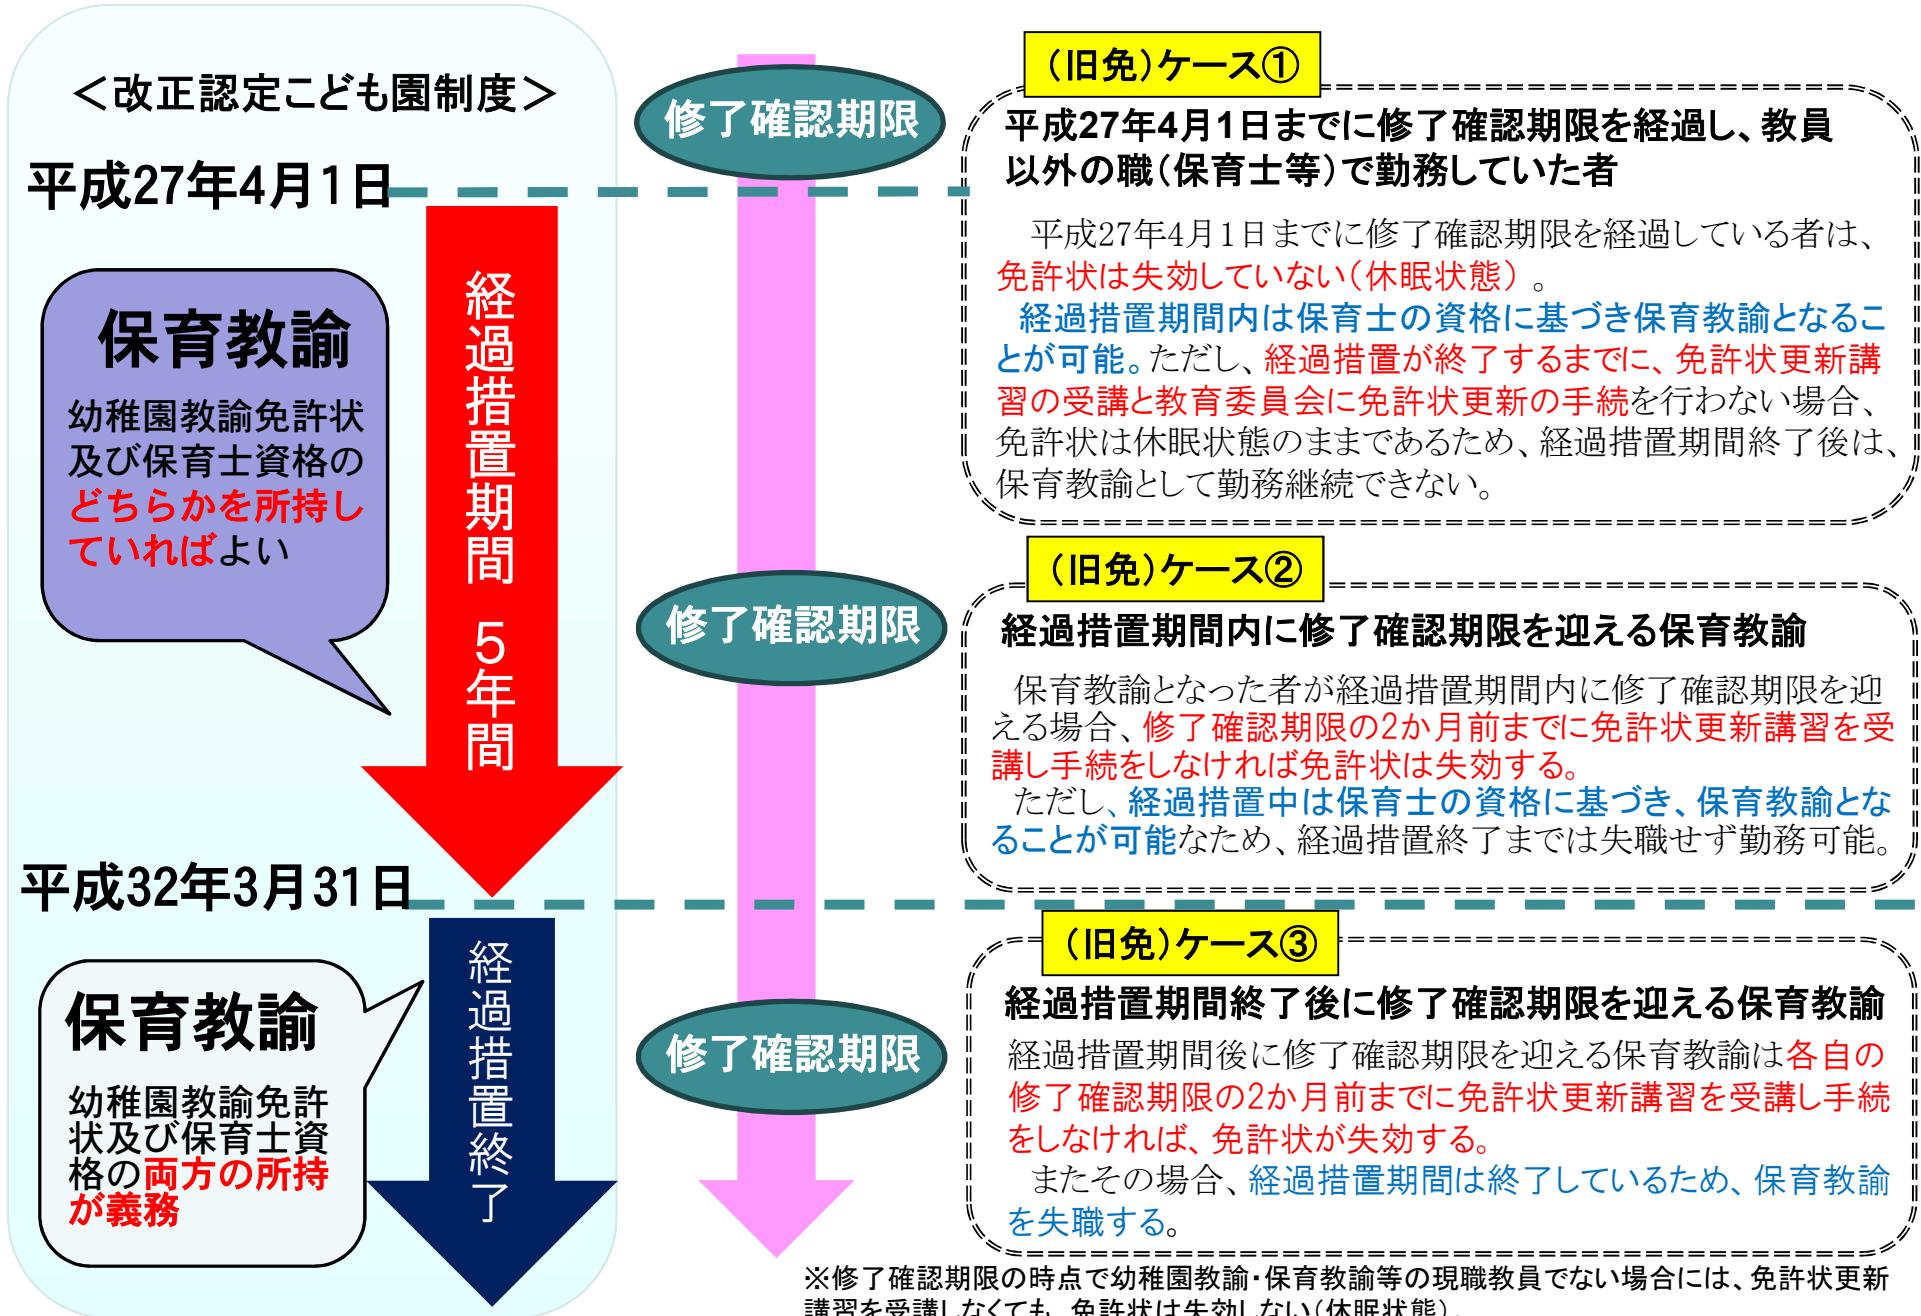 ＜改正認定こども園制度＞
平成27年4月1日
経過措置期間 ５年間
保育教諭
幼稚園教諭免許状
及び保育士資格の
どちらかを所持し
ていればよい
平成32年3月31日
経過措置終了
保育教諭
幼稚園教諭免許
状及び保育士資
格の両方の所持
が義務
修了確認期限
修了確認期限
修了確認期限
（旧免）ケース①
平成27年4月1日までに修了確認期限を経過し、教員
以外の職（保育士等）で勤務していた者
平成27年4月1日までに修了確認期限を経過している者は、
免許状は失効していない（休眠状態）。
経過措置期間内は保育士の資格に基づき保育教諭となるこ
とが可能。ただし、経過措置が終了するまでに、免許状更新講
習の受講と教育委員会に免許状更新の手続を行わない場合、
免許状は休眠状態のままであるため、経過措置期間終了後は、
保育教諭として勤務継続できない。
（旧免）ケース②
経過措置期間内に修了確認期限を迎える保育教諭
保育教諭となった者が経過措置期間内に修了確認期限を迎
える場合、修了確認期限の2か月前までに免許状更新講習を受
講し手続をしなければ免許状は失効する。
ただし、経過措置中は保育士の資格に基づき、保育教諭とな
ることが可能なため、経過措置終了までは失職せず勤務可能。
（旧免）ケース③
経過措置期間終了後に修了確認期限を迎える保育教諭
経過措置期間後に修了確認期限を迎える保育教諭は各自の
修了確認期限の2か月前までに免許状更新講習を受講し手続
をしなければ、免許状が失効する。
またその場合、経過措置期間は終了しているため、保育教諭
を失職する。
※修了確認期限の時点で幼稚園教諭・保育教諭等の現職教員でない場合には、免許状更新
講習を受講しなくても、免許状は失効しない（休眠状態）。